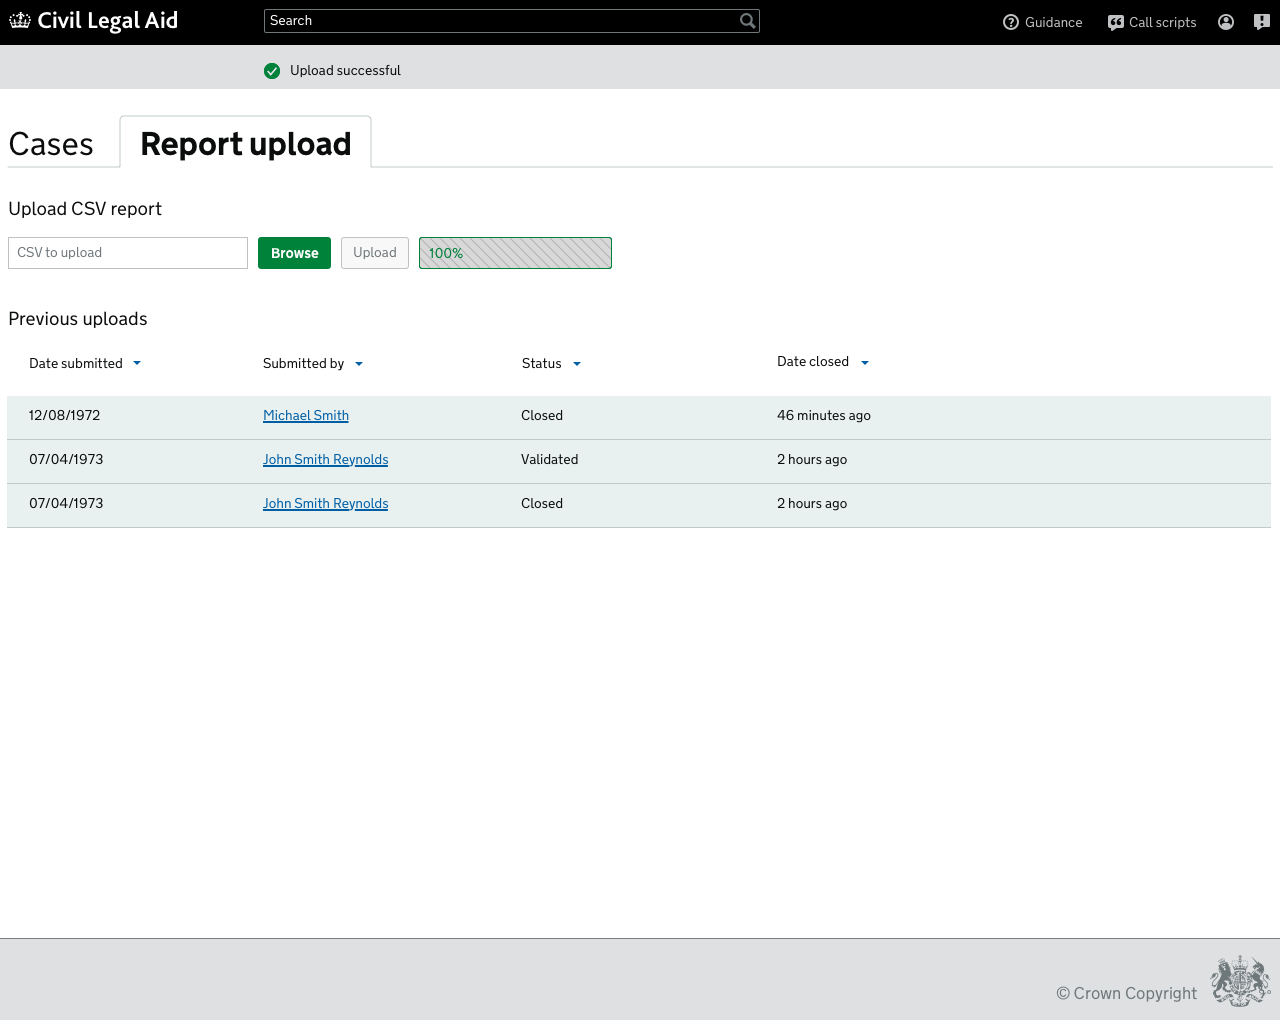 Civil Legal Aid
Search
Guidance
Call scripts
Upload successful
Cases
Report upload
Upload CSV report
CSV to upload
Browse
Upload
100%
Previous uploads
Date submitted Submitted by Status Date closed
12/08/1972 Michael Smith Closed 46 minutes ago
07/04/1973 John Smith Reynolds Validated 2 hours ago
07/04/1973 John Smith Reynolds Closed 2 hours ago
© Crown Copyright